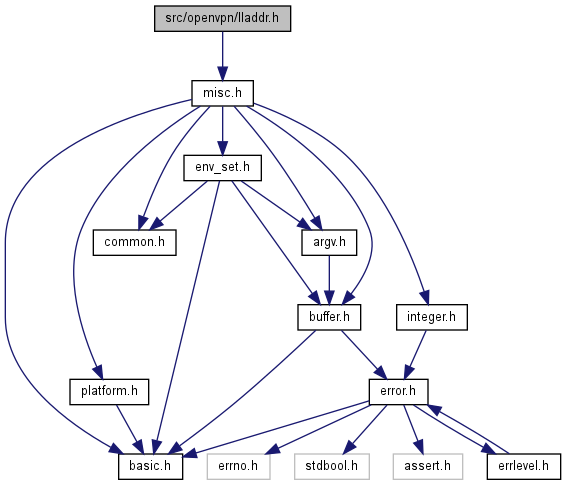 src/openvpn/lladdr.h
misc.h
env_set.h
common.h
argv.h
buffer.h
integer.h
platform.h
error.h
basic.h
errno.h
stdbool.h
assert.h
errlevel.h